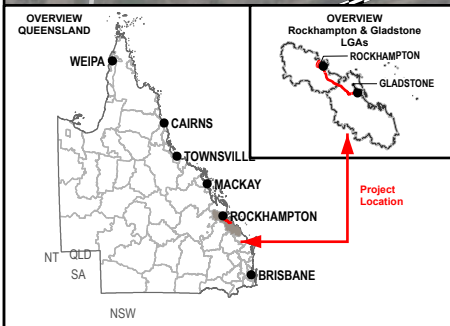 OVERVIEW
QUEENSLAND
WEIPA
CAIRNS
TOWNSVILLE
MACKAY
ROCKHAMPTON
BRISBANE
NT
QLD
SA
NSW
OVERVIEW
Rockhampton & Gladstone
LGAs
ROCKHAMPTON
GLADSTONE
Project
Location